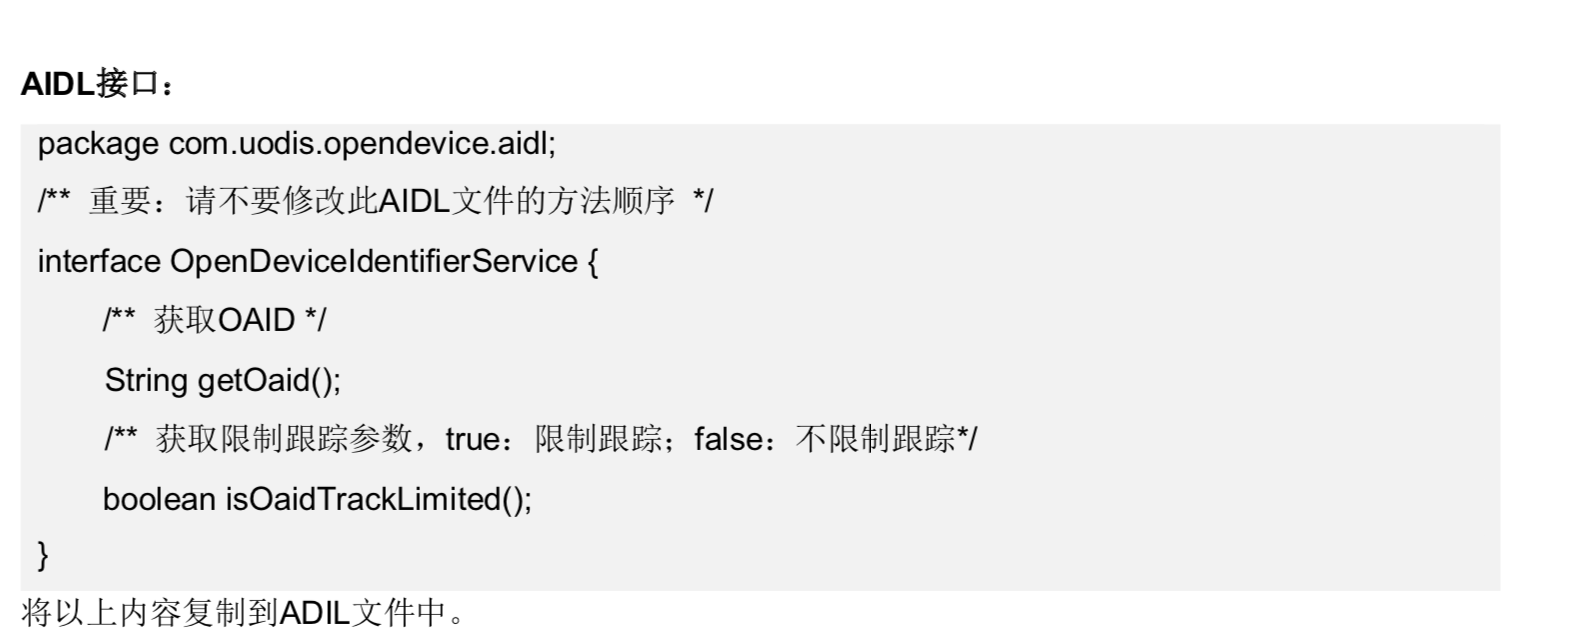 AIDL接口：
package com.uodis.opendevice.aidl;
/** 重要：请不要修改此AIDL文件的方法顺序 */
interface OpenDeviceIdentifierService {
/** 获取OAID */
String getOaid();
/** 获取限制跟踪参数，true：限制跟踪；false：不限制跟踪*/
boolean isOaidTrackLimited();
}
将以上内容复制到ADIL文件中。